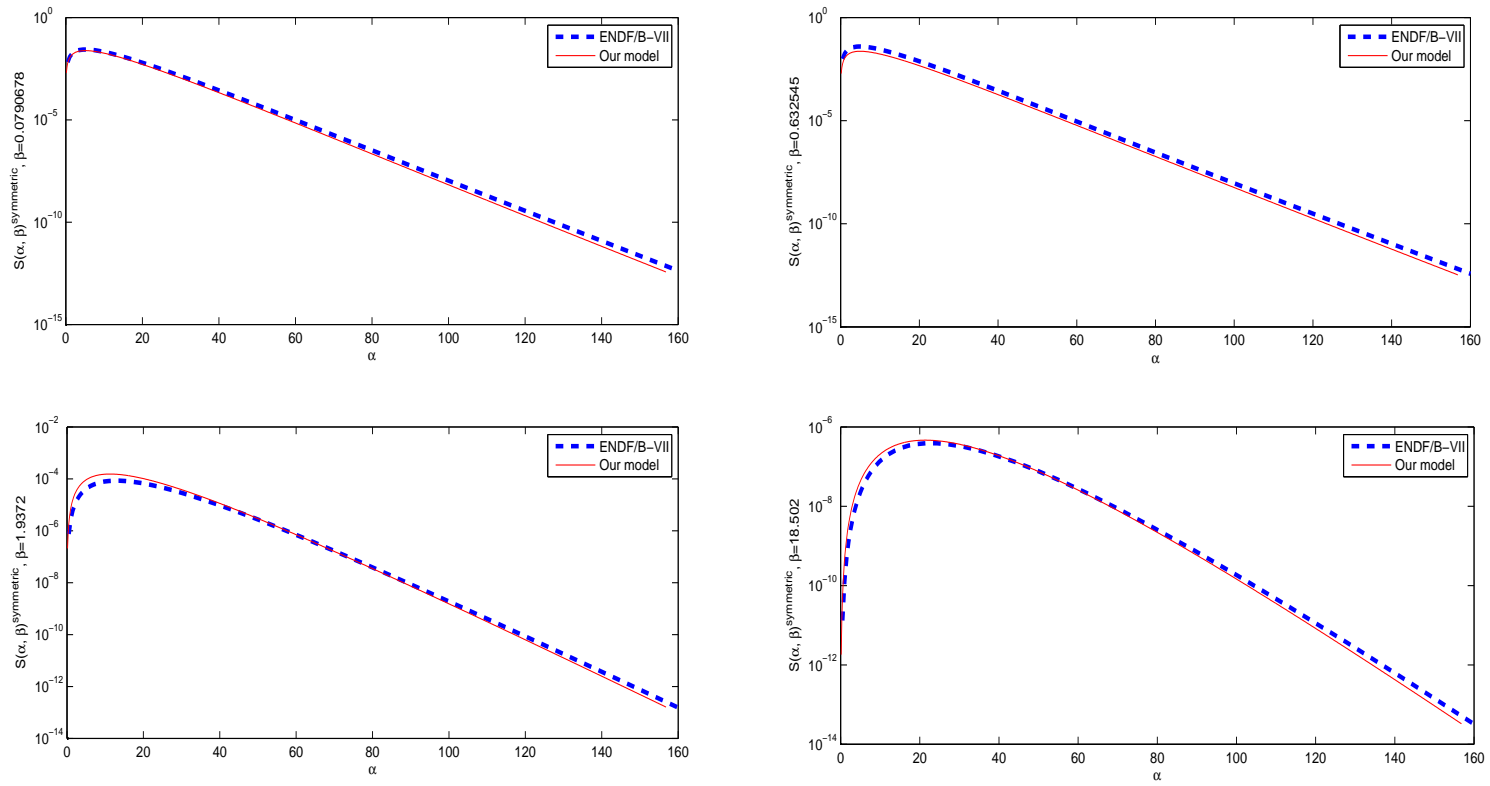 S(α, β)^symmetric, β=0.0790678
10^0
10^−5
10^−10
10^−15
ENDF/B−VII
Our model
0 20 40 60 80 100 120 140 160
α
S(α, β)^symmetric, β=0.632545
10^0
10^−5
10^−10
10^−15
ENDF/B−VII
Our model
0 20 40 60 80 100 120 140 160
α
S(α, β)^symmetric, β=1.9372
10^−2
10^−4
10^−6
10^−8
10^−10
10^−12
10^−14
ENDF/B−VII
Our model
0 20 40 60 80 100 120 140 160
α
S(α, β)^symmetric, β=18.502
10^−6
10^−8
10^−10
10^−12
10^−14
ENDF/B−VII
Our model
0 20 40 60 80 100 120 140 160
α